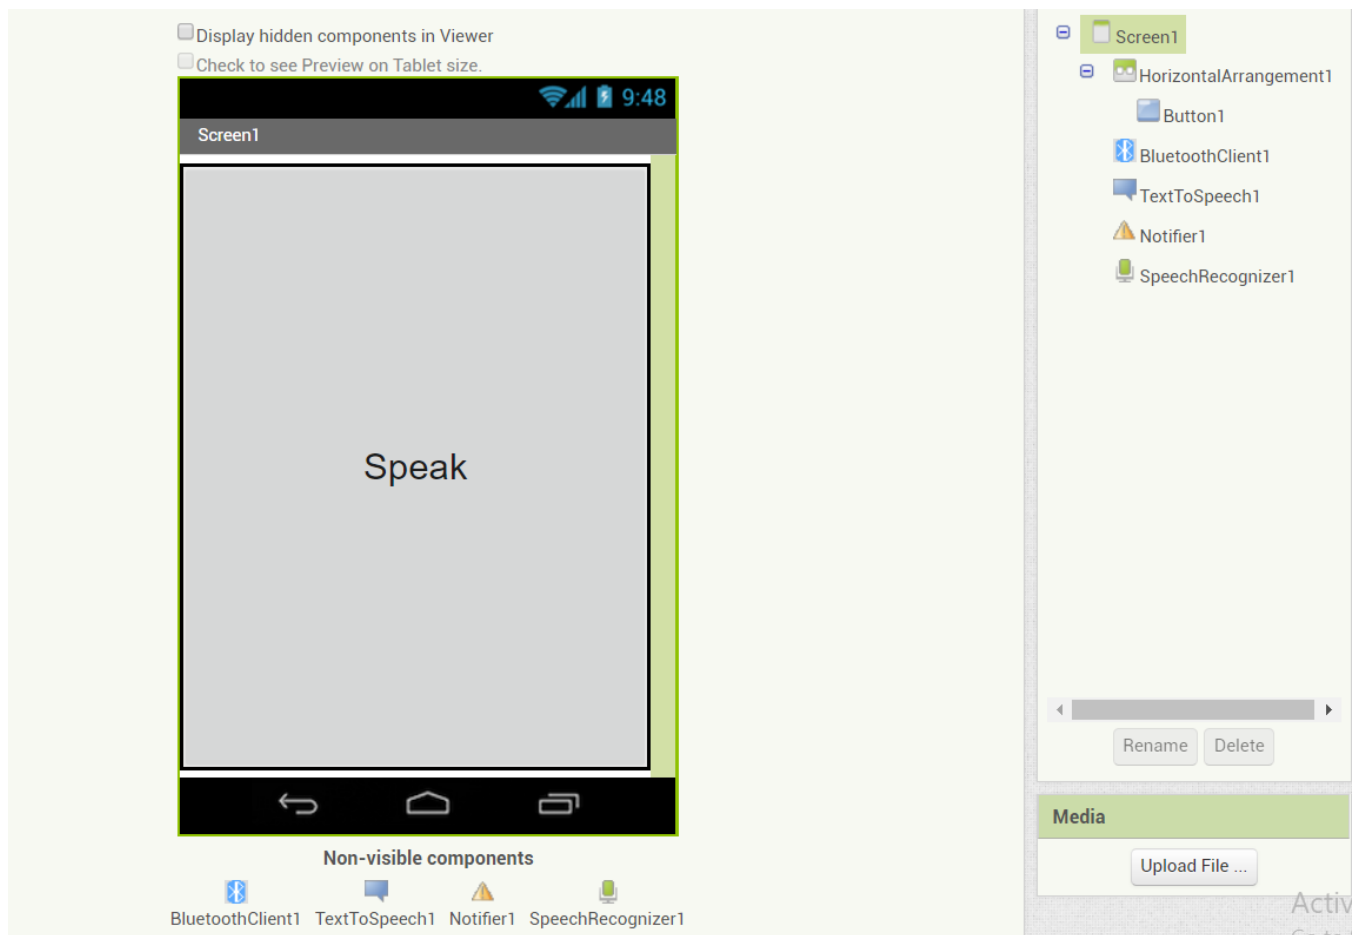 Display hidden components in Viewer
Check to see Preview on Tablet size.
9:48
Screen1
Speak
Non-visible components
BluetoothClient1 TextToSpeech1 Notifier1 SpeechRecognizer1
Screen1
HorizontalArrangement1
Button1
BluetoothClient1
TextToSpeech1
Notifier1
SpeechRecognizer1
Rename Delete
Media
Upload File ...
Activ